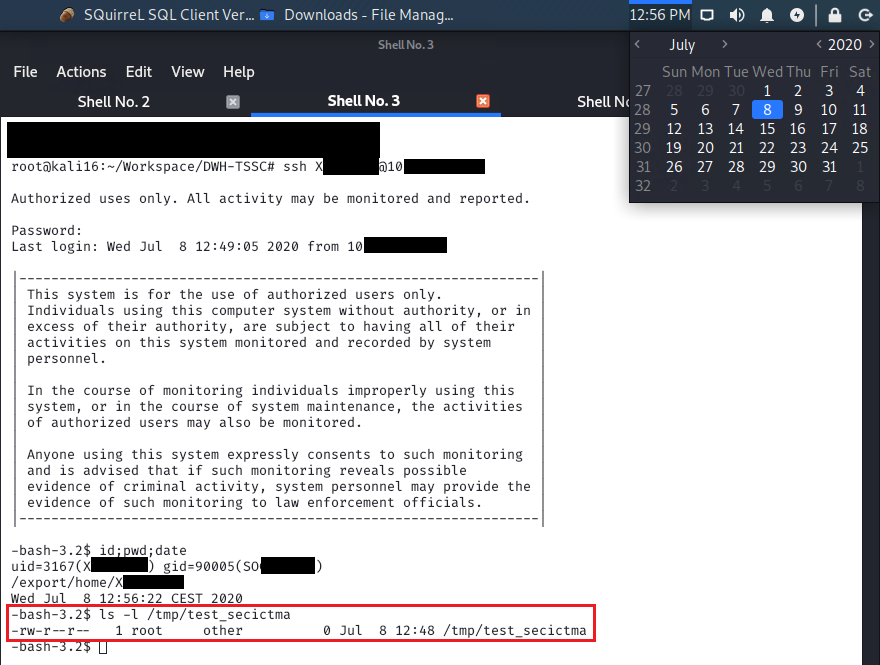 SQuirreL SQL Client Ver... Downloads - File Manag... 12:56 PM
Shell No. 3
File Actions Edit View Help
Shell No. 2 Shell No. 3 Shell No
July 2020
Sun Mon Tue Wed Thu Fri Sat
27 28 29 30 1 2 3 4
28 5 6 7 8 9 10 11
29 12 13 14 15 16 17 18
30 19 20 21 22 23 24 25
31 26 27 28 29 30 31 1
32 2 3 4 5 6 7 8
root@kali16:~/Workspace/DWH-TSSC# ssh X @10
Authorized uses only. All activity may be monitored and reported.
Password:
Last login: Wed Jul  8 12:49:05 2020 from 10
|-----------------------------------------------------------------|
This system is for the use of authorized users only.
Individuals using this computer system without authority, or in
excess of their authority, are subject to having all of their
activities on this system monitored and recorded by system
personnel.
In the course of monitoring individuals improperly using this
system, or in the course of system maintenance, the activities
of authorized users may also be monitored.
Anyone using this system expressly consents to such monitoring
and is advised that if such monitoring reveals possible
evidence of criminal activity, system personnel may provide the
evidence of such monitoring to law enforcement officials.
|-----------------------------------------------------------------|
-bash-3.2$ id;pwd;date
uid=3167(X ) gid=90005(SO )
/export/home/X
Wed Jul  8 12:56:22 CEST 2020
-bash-3.2$ ls -l /tmp/test_secictma
-rw-r--r--   1 root     other          0 Jul  8 12:48 /tmp/test_secictma
-bash-3.2$